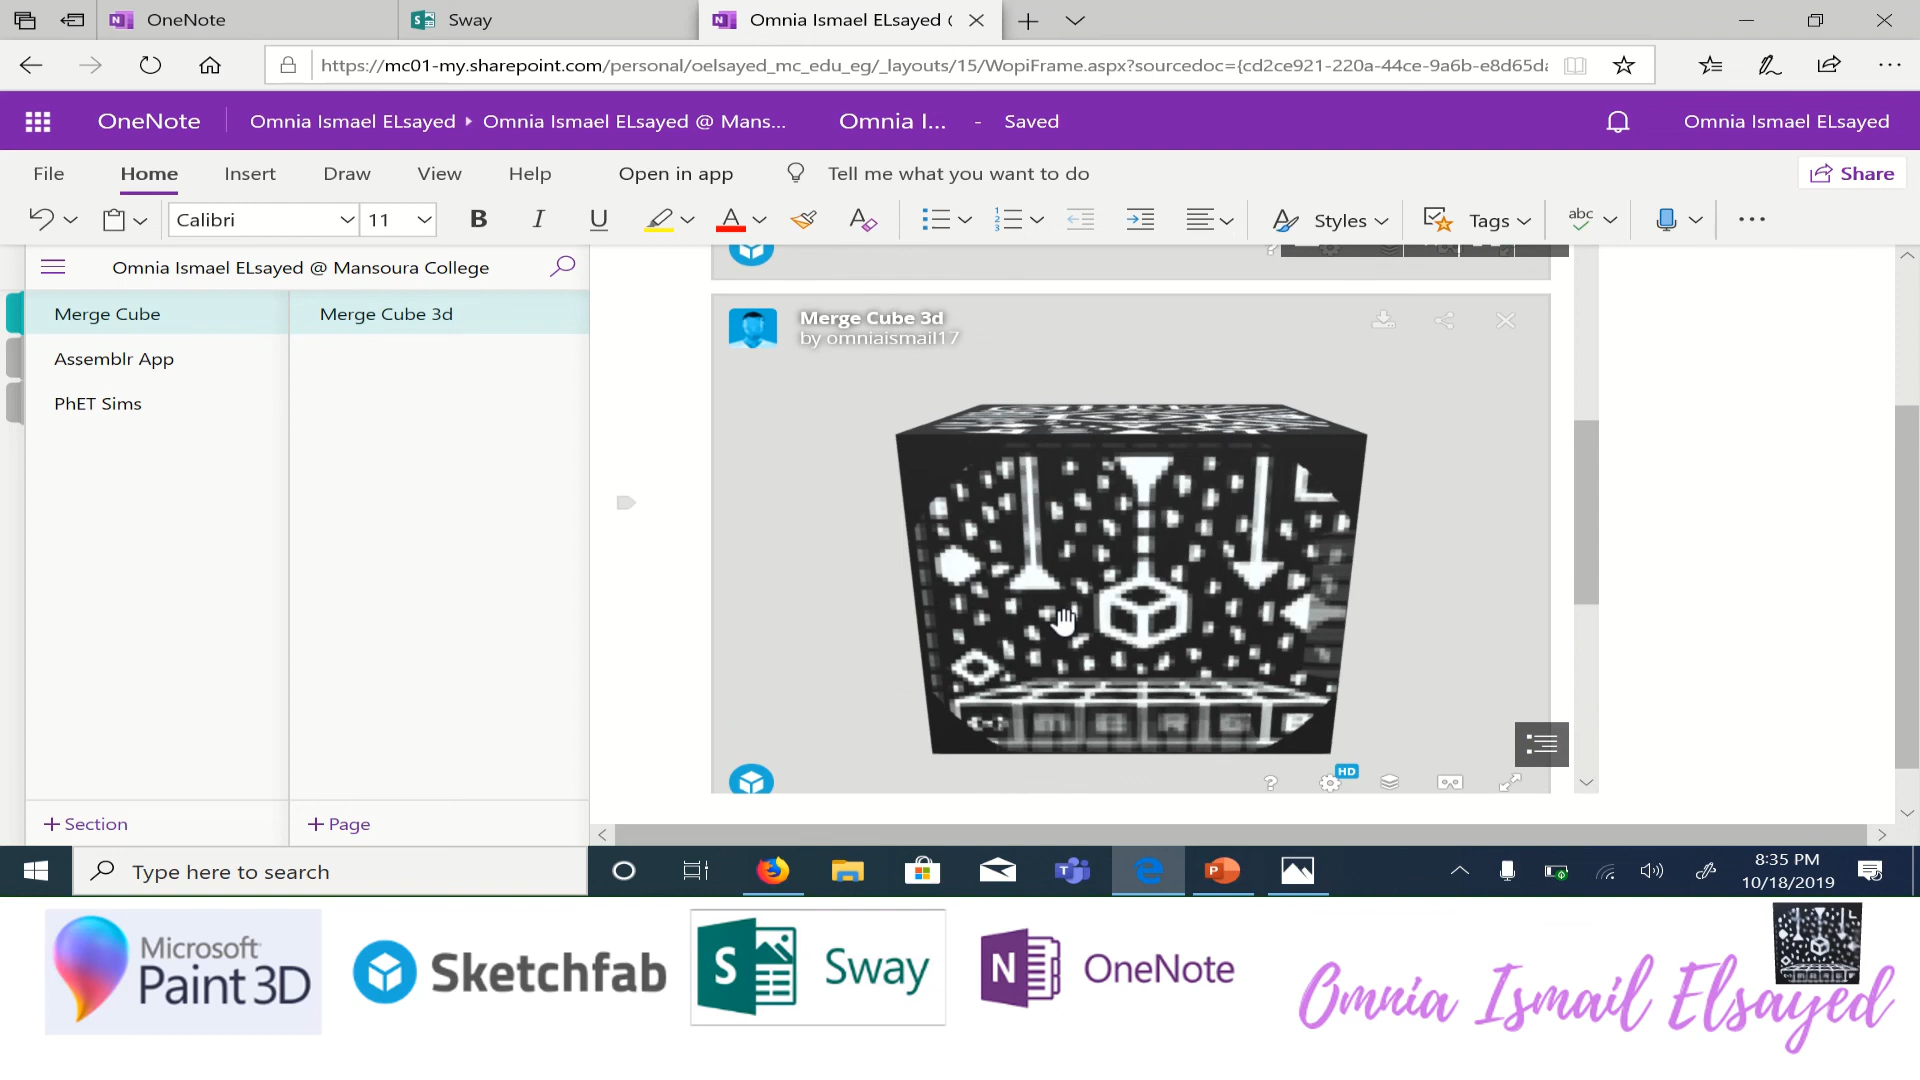 OneNote
Sway
Omnia Ismael ELsayed
https://mc01-my.sharepoint.com/personal/oelsayed_mc_edu_eg/_layouts/15/WopiFrame.aspx?sourcedoc={cd2ce921-220a-44ce-9a6b-e8d65da
OneNote
Omnia Ismael ELsayed ▸ Omnia Ismael ELsayed @ Mans...
Omnia I... - Saved
Omnia Ismael ELsayed
File Home Insert Draw View Help Open in app Tell me what you want to do Share
Calibri 11 B I U A Styles Tags abc
Omnia Ismael ELsayed @ Mansoura College
Merge Cube
Assemblr App
PhET Sims
Merge Cube 3d
+ Section
+ Page
Merge Cube 3d
by omniaismail17
MERGE
? HD
Type here to search
8:35 PM
10/18/2019
Microsoft
Paint 3D
Sketchfab
S Sway
N OneNote
Omnia Ismail Elsayed